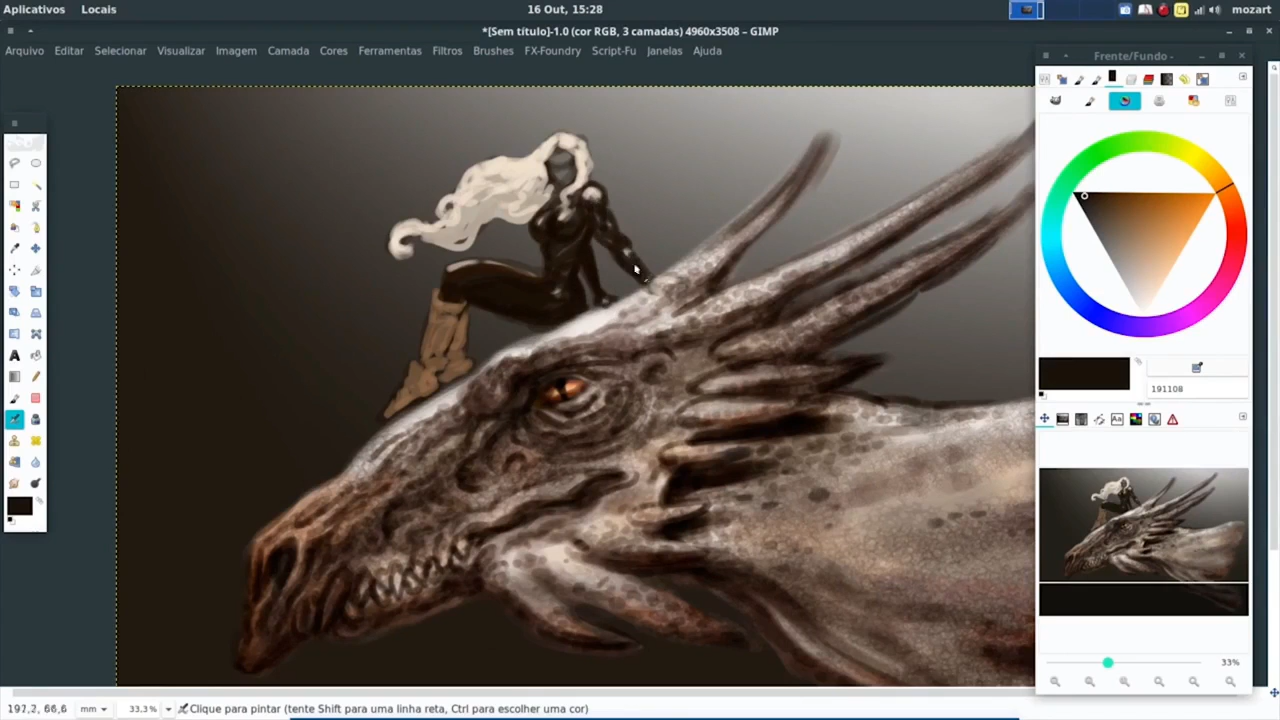 Aplicativos Locais 16 Out, 15:28 mozart
*[Sem título]-1.0 (cor RGB, 3 camadas) 4960x3508 – GIMP
Arquivo Editar Selecionar Visualizar Imagem Camada Cores Ferramentas Filtros Brushes FX-Foundry Script-Fu Janelas Ajuda
Frente/Fundo -
191108
33%
197,2, 66,6 mm 33,3% Clique para pintar (tente Shift para uma linha reta, Ctrl para escolher uma cor)